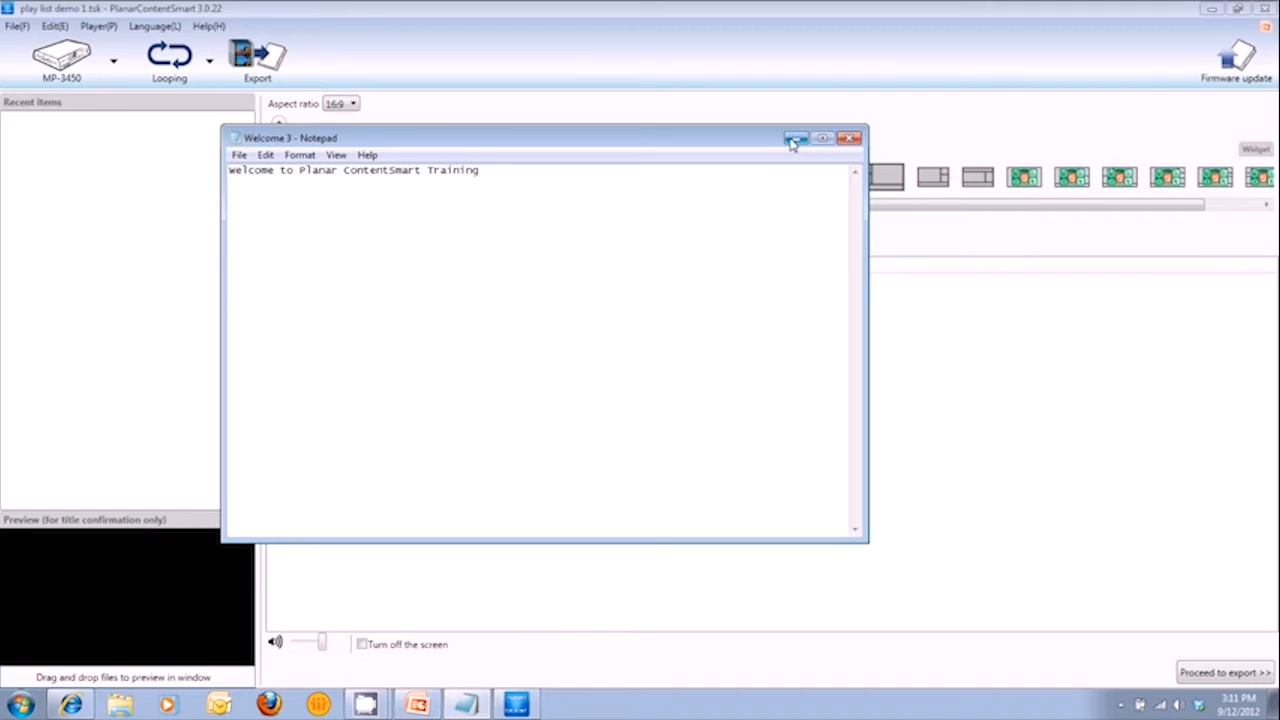 play list demo 1.tsk - PlanarContentSmart 3.0.22
File(F) Edit(E) Player(P) Language(L) Help(H)
MP-3450 Looping Export Firmware update
Recent items
Aspect ratio 16:9
Welcome 3 - Notepad
File Edit Format View Help
Widget
Welcome to Planar ContentSmart Training
Preview (for title confirmation only)
Turn off the screen
Drag and drop files to preview in window
Proceed to export >>
3:11 PM
9/12/2012